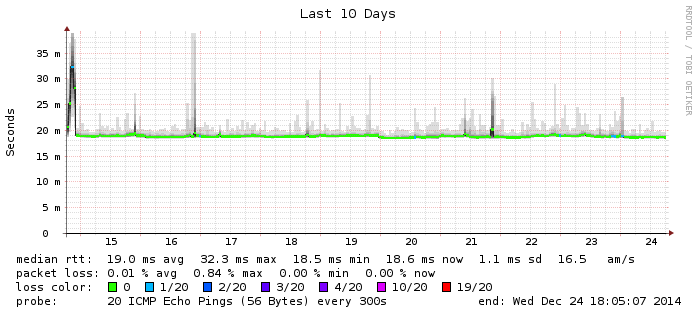 Last 10 Days
RRDTOOL / TOBI OETIKER
Seconds
35 m
30 m
25 m
20 m
15 m
10 m
5 m
0
15 16 17 18 19 20 21 22 23 24
median rtt: 19.0 ms avg 32.3 ms max 18.5 ms min 18.6 ms now 1.1 ms sd 16.5 am/s
packet loss: 0.01 % avg 0.84 % max 0.00 % min 0.00 % now
loss color: 0 1/20 2/20 3/20 4/20 10/20 19/20
probe: 20 ICMP Echo Pings (56 Bytes) every 300s end: Wed Dec 24 18:05:07 2014